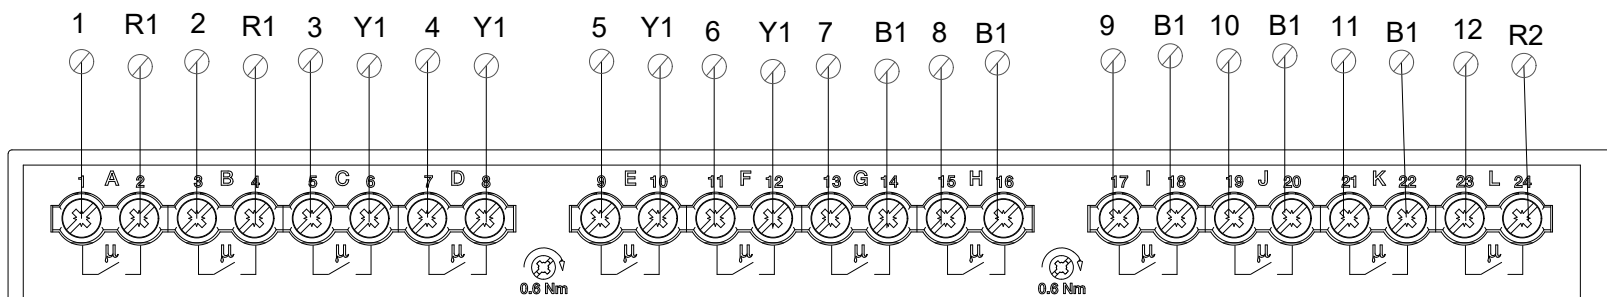 1 R1 2 R1 3 Y1 4 Y1 5 Y1 6 Y1 7 B1 8 B1 9 B1 10 B1 11 B1 12 R2
1 A 2 3 B 4 5 C 6 7 D 8 9 E 10 11 F 12 13 G 14 15 H 16 17 I 18 19 J 20 21 K 22 23 L 24
µ µ µ µ µ µ µ µ µ µ µ µ
0.6 Nm 0.6 Nm